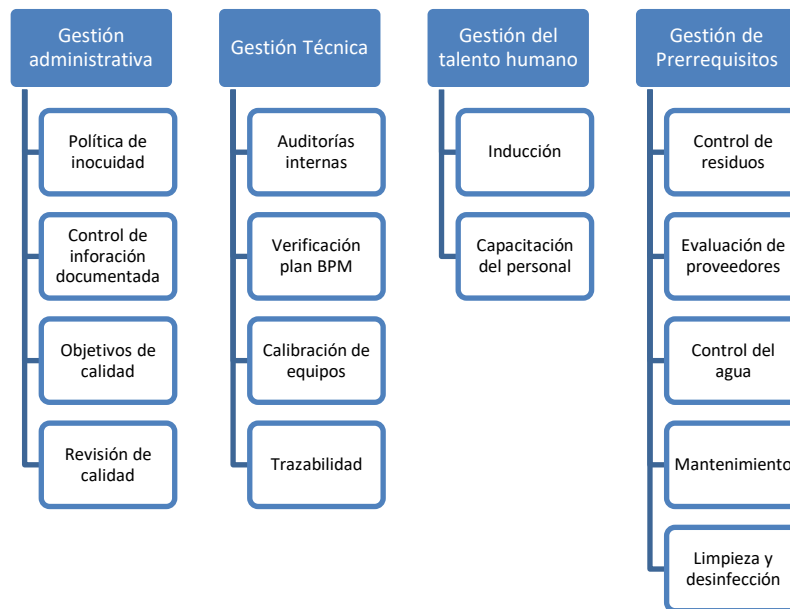 Gestión
administrativa
Política de
inocuidad
Control de
inforación
documentada
Objetivos de
calidad
Revisión de
calidad
Gestión Técnica
Auditorías
internas
Verificación
plan BPM
Calibración de
equipos
Trazabilidad
Gestión del
talento humano
Inducción
Capacitación
del personal
Gestión de
Prerrequisitos
Control de
residuos
Evaluación de
proveedores
Control del
agua
Mantenimiento
Limpieza y
desinfección